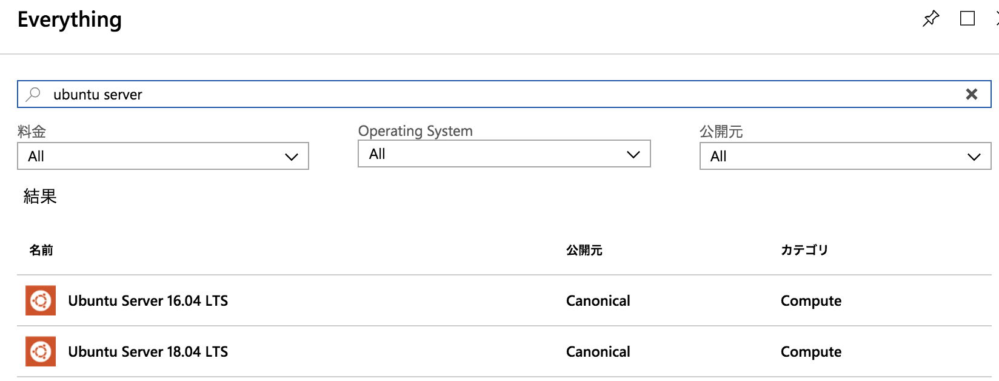 Everything
ubuntu server
料金 Operating System 公開元
All All All
結果
名前 公開元 カテゴリ
Ubuntu Server 16.04 LTS Canonical Compute
Ubuntu Server 18.04 LTS Canonical Compute